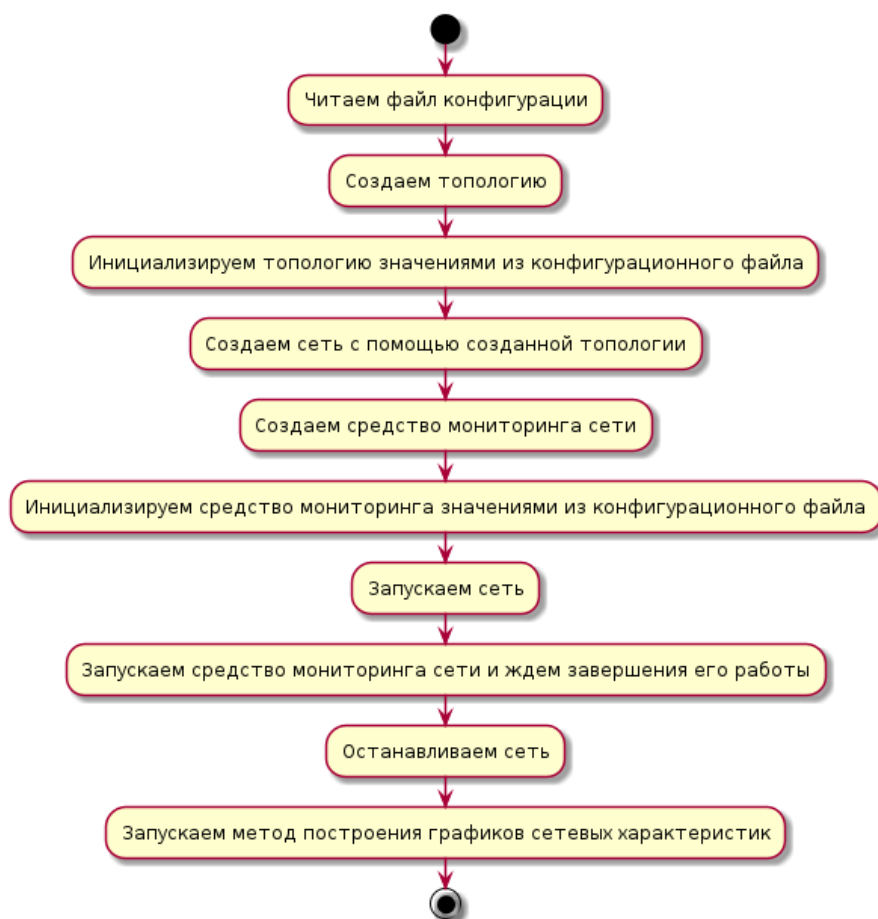 Читаем файл конфигурации
Создаем топологию
Инициализируем топологию значениями из конфигурационного файла
Создаем сеть с помощью созданной топологии
Создаем средство мониторинга сети
Инициализируем средство мониторинга значениями из конфигурационного файла
Запускаем сеть
Запускаем средство мониторинга сети и ждем завершения его работы
Останавливаем сеть
Запускаем метод построения графиков сетевых характеристик